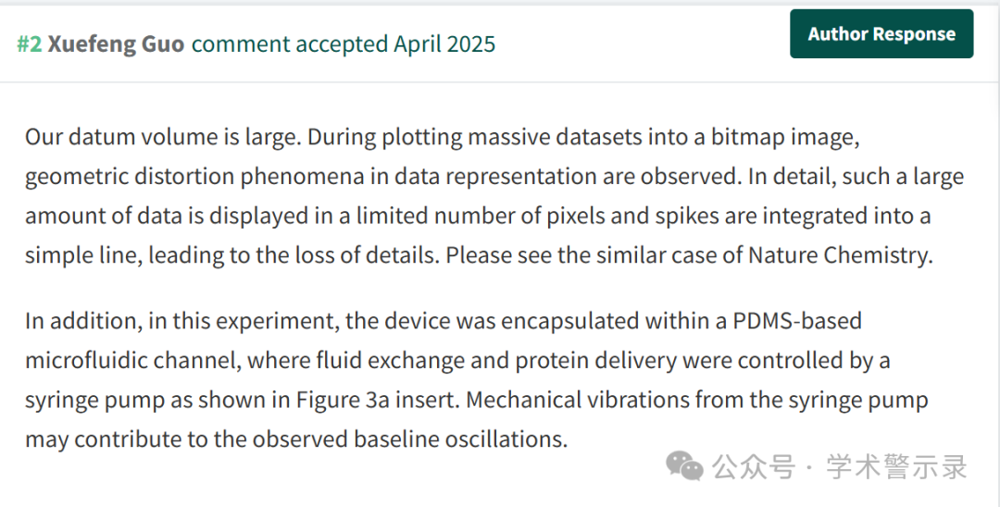 #2 Xuefeng Guo comment accepted April 2025
Author Response
Our datum volume is large. During plotting massive datasets into a bitmap image,
geometric distortion phenomena in data representation are observed. In detail, such a large
amount of data is displayed in a limited number of pixels and spikes are integrated into a
simple line, leading to the loss of details. Please see the similar case of Nature Chemistry.
In addition, in this experiment, the device was encapsulated within a PDMS-based
microfluidic channel, where fluid exchange and protein delivery were controlled by a
syringe pump as shown in Figure 3a insert. Mechanical vibrations from the syringe pump
may contribute to the observed baseline oscillations.
公众号 · 学术警示录